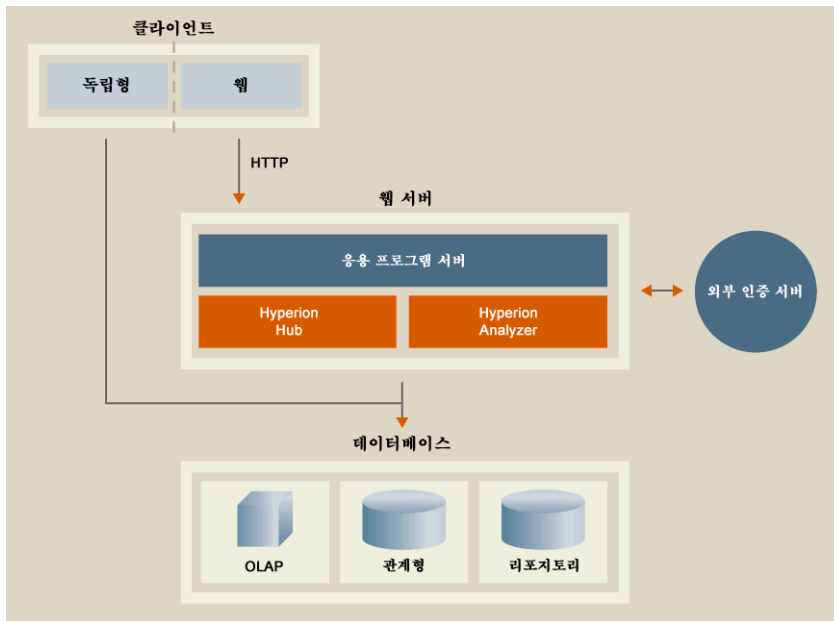 클라이언트
독립형
웹
HTTP
웹 서버
응용 프로그램 서버
Hyperion
Hub
Hyperion
Analyzer
외부 인증 서버
데이터베이스
OLAP
관계형
리포지토리